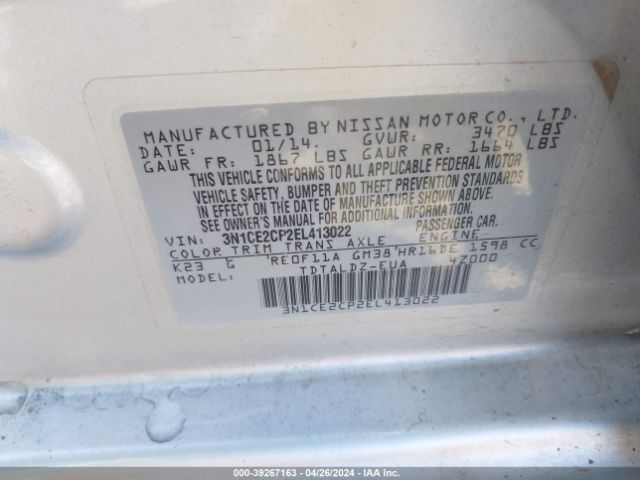 MANUFACTURED BY NISSAN MOTOR CO., LTD.
DATE: 01/14. GVWR: 3470 LBS
GAWR FR: 1867 LBS GAWR RR: 1664 LBS
THIS VEHICLE CONFORMS TO ALL APPLICABLE FEDERAL MOTOR
VEHICLE SAFETY, BUMPER AND THEFT PREVENTION STANDARDS
IN EFFECT ON THE DATE OF MANUFACTURE SHOWN ABOVE.
SEE OWNER'S MANUAL FOR ADDITIONAL INFORMATION.
VIN: 3N1CE2CP2EL413022 PASSENGER CAR.
COLOR TRIM TRANS AXLE ENGINE
K23 G RE0F11A GM38 HR16DE 1598 CC
MODEL: TDTALDZ-EUA 4Z000
3N1CE2CP2EL413022
000-39267163 - 04/26/2024 - IAA Inc.